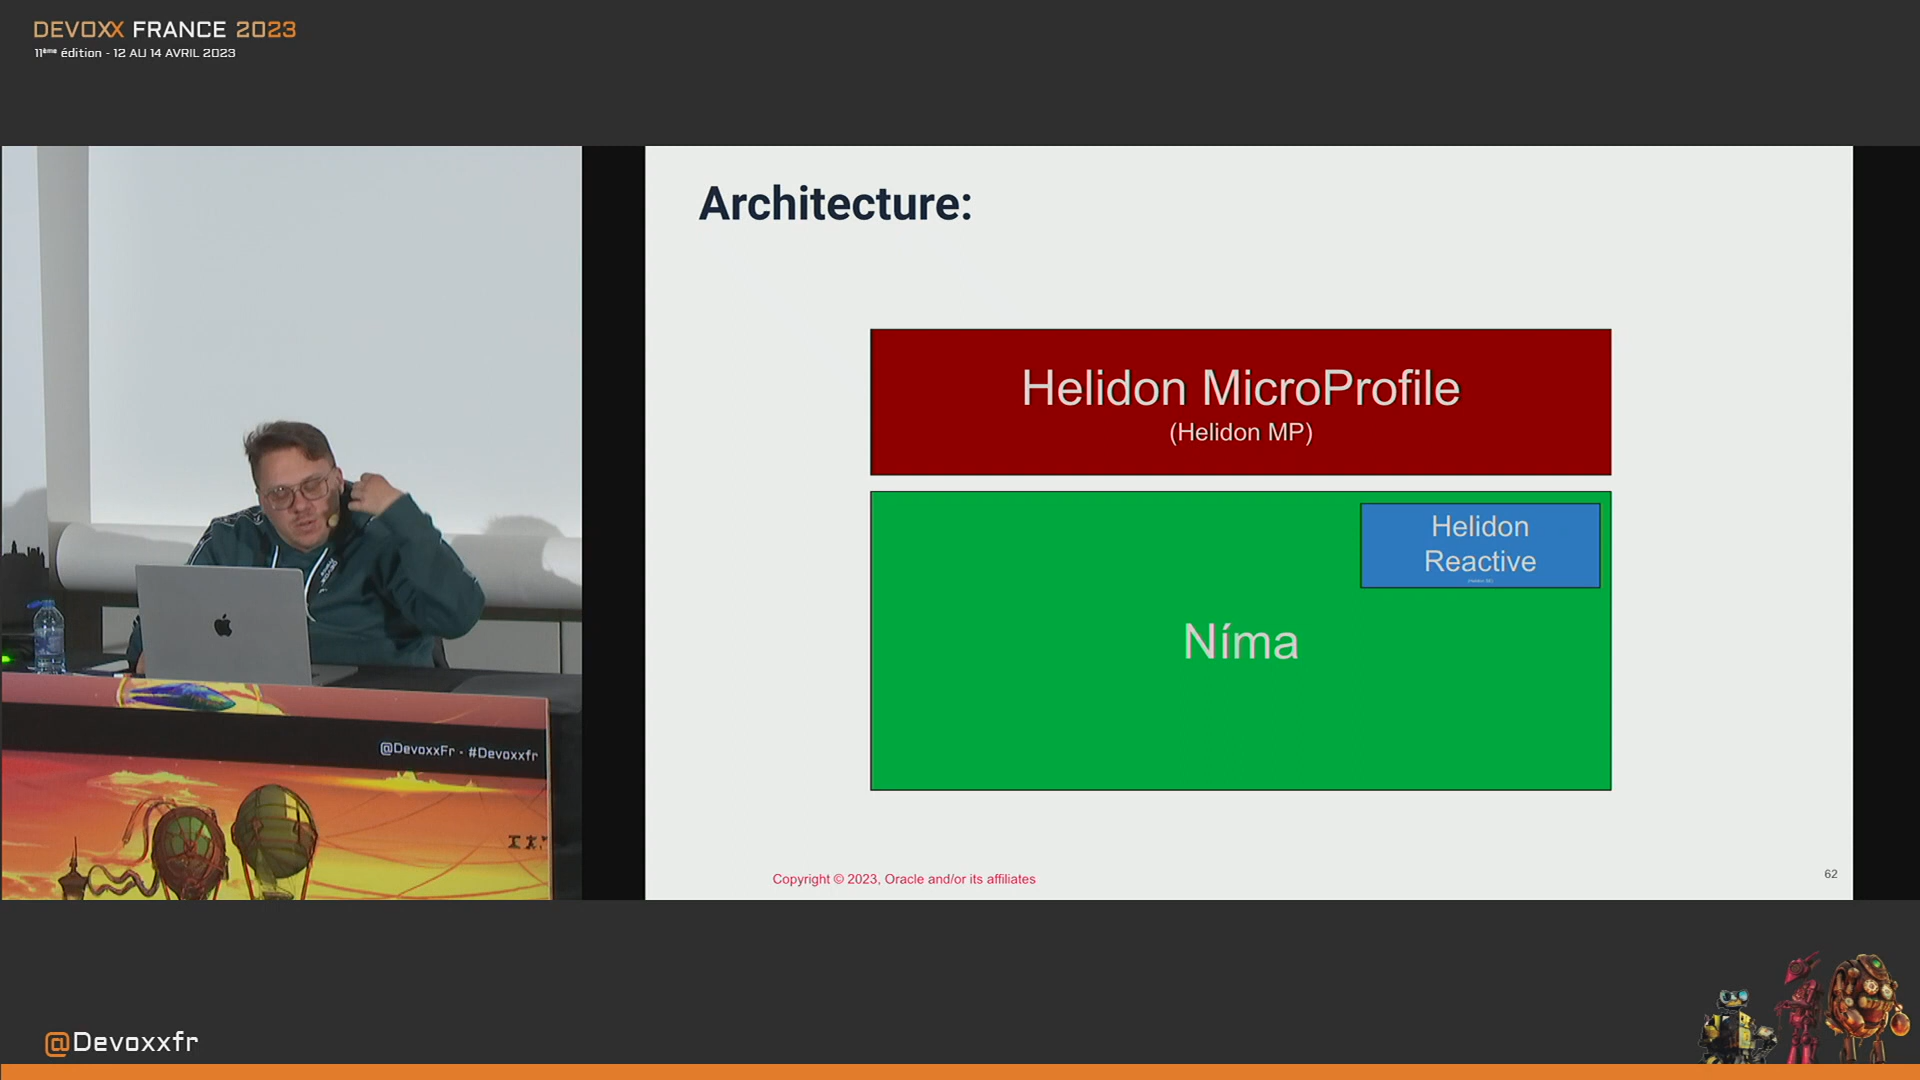 DEVOXX FRANCE 2023
11ème édition - 12 AU 14 AVRIL 2023
Architecture:
Helidon MicroProfile
(Helidon MP)
Helidon
Reactive
Níma
@DevoxxFr - #Devoxxfr
Copyright © 2023, Oracle and/or its affiliates
62
@Devoxxfr